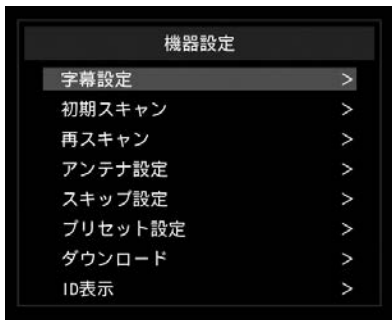 機器設定
字幕設定 >
初期スキャン >
再スキャン >
アンテナ設定 >
スキップ設定 >
プリセット設定 >
ダウンロード >
ID表示 >